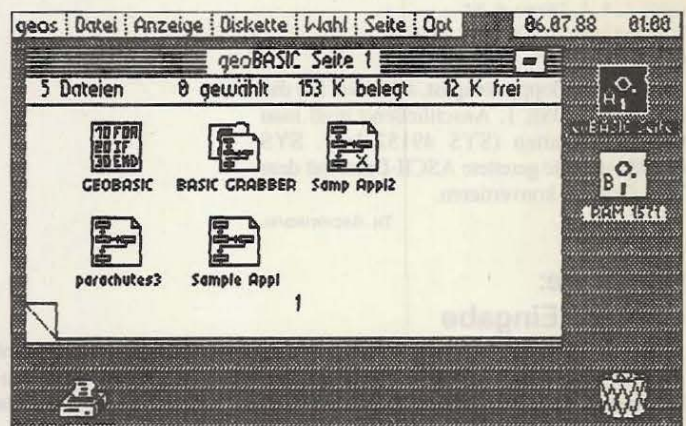 geos Datei Anzeige Diskette Wahl Seite Opt 06.07.88 01:00
geoBASIC Seite 1
5 Dateien 0 gewählt 153 K belegt 12 K frei
10 FOR
20 IF
30 END
GEOBASIC BASIC GRABBER Samp Appl2
parachutes3 Sample Appl
1
H 1
B 1
RAM 1571